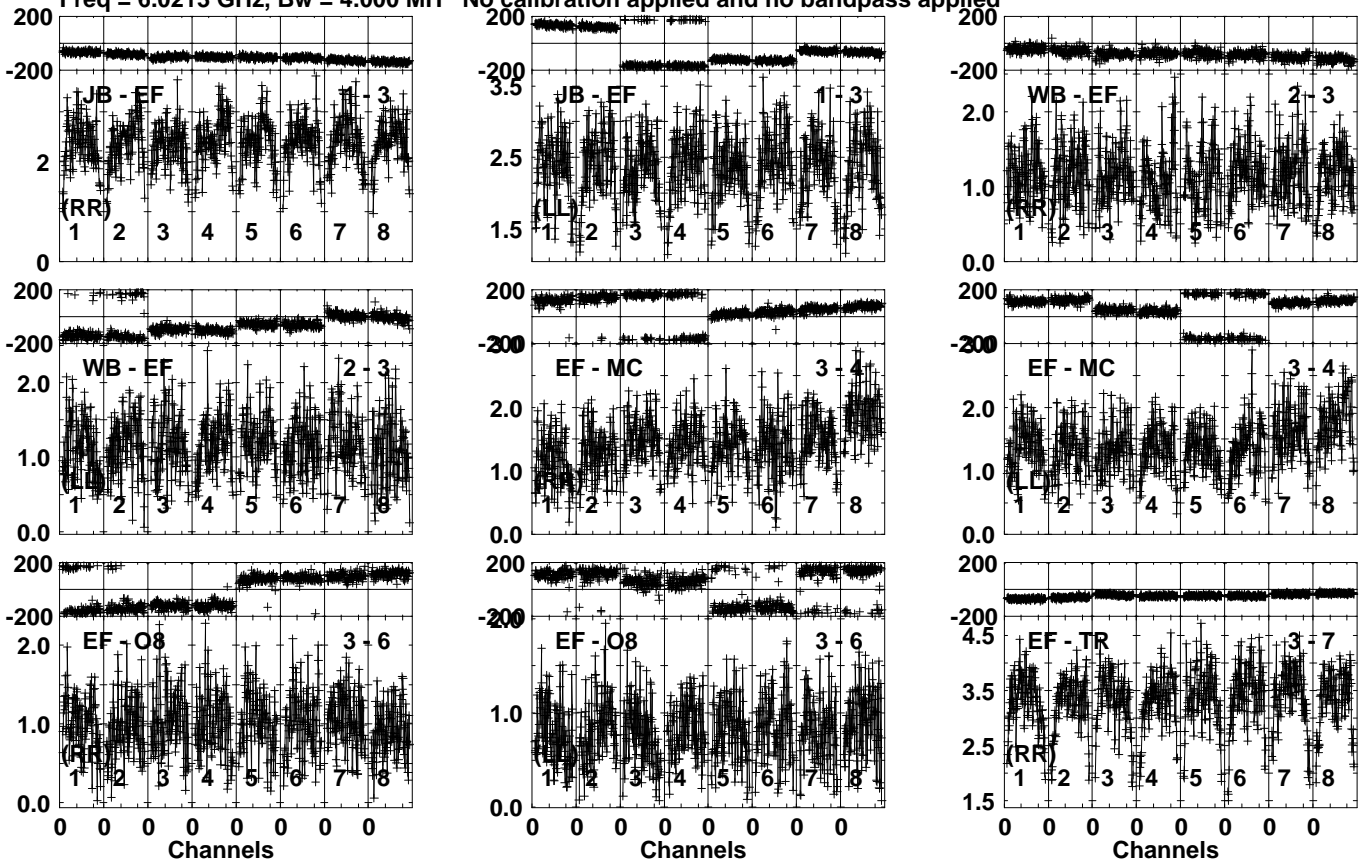 Freq = 6.0213 GHz, Bw = 4.000 MH No calibration applied and no bandpass applied
200 200 200
-200 -200 -200
JB - EF 1 - 3 3.5 JB - EF 1 - 3 WB - EF 2 - 3
2.0
2 2.5
1.0
(RR) (LL) (RR)
1.5
1 2 3 4 5 6 7 8 1 2 3 4 5 6 7 8 1 2 3 4 5 6 7 8
0 0.0
200 200 200
-200 -200 -200
3.0 3.0
WB - EF 2 - 3 EF - MC 3 - 4 EF - MC 3 - 4
2.0 2.0 2.0
1.0 1.0 1.0
(LL) (RR) (LL)
1 2 3 4 5 6 7 8 1 2 3 4 5 6 7 8 1 2 3 4 5 6 7 8
0.0 0.0 0.0
200 200 200
-200 -200 -200
2.0
EF - O8 3 - 6 EF - O8 3 - 6 4.5 EF - TR 3 - 7
2.0
3.5
1.0 1.0
2.5
(RR) (LL) (RR)
1 2 3 4 5 6 7 8 1 2 3 4 5 6 7 8 1 2 3 4 5 6 7 8
0.0 0.0 1.5
0 0 0 0 0 0 0 0 0 0 0 0 0 0 0 0 0 0 0 0 0 0 0 0
Channels Channels Channels